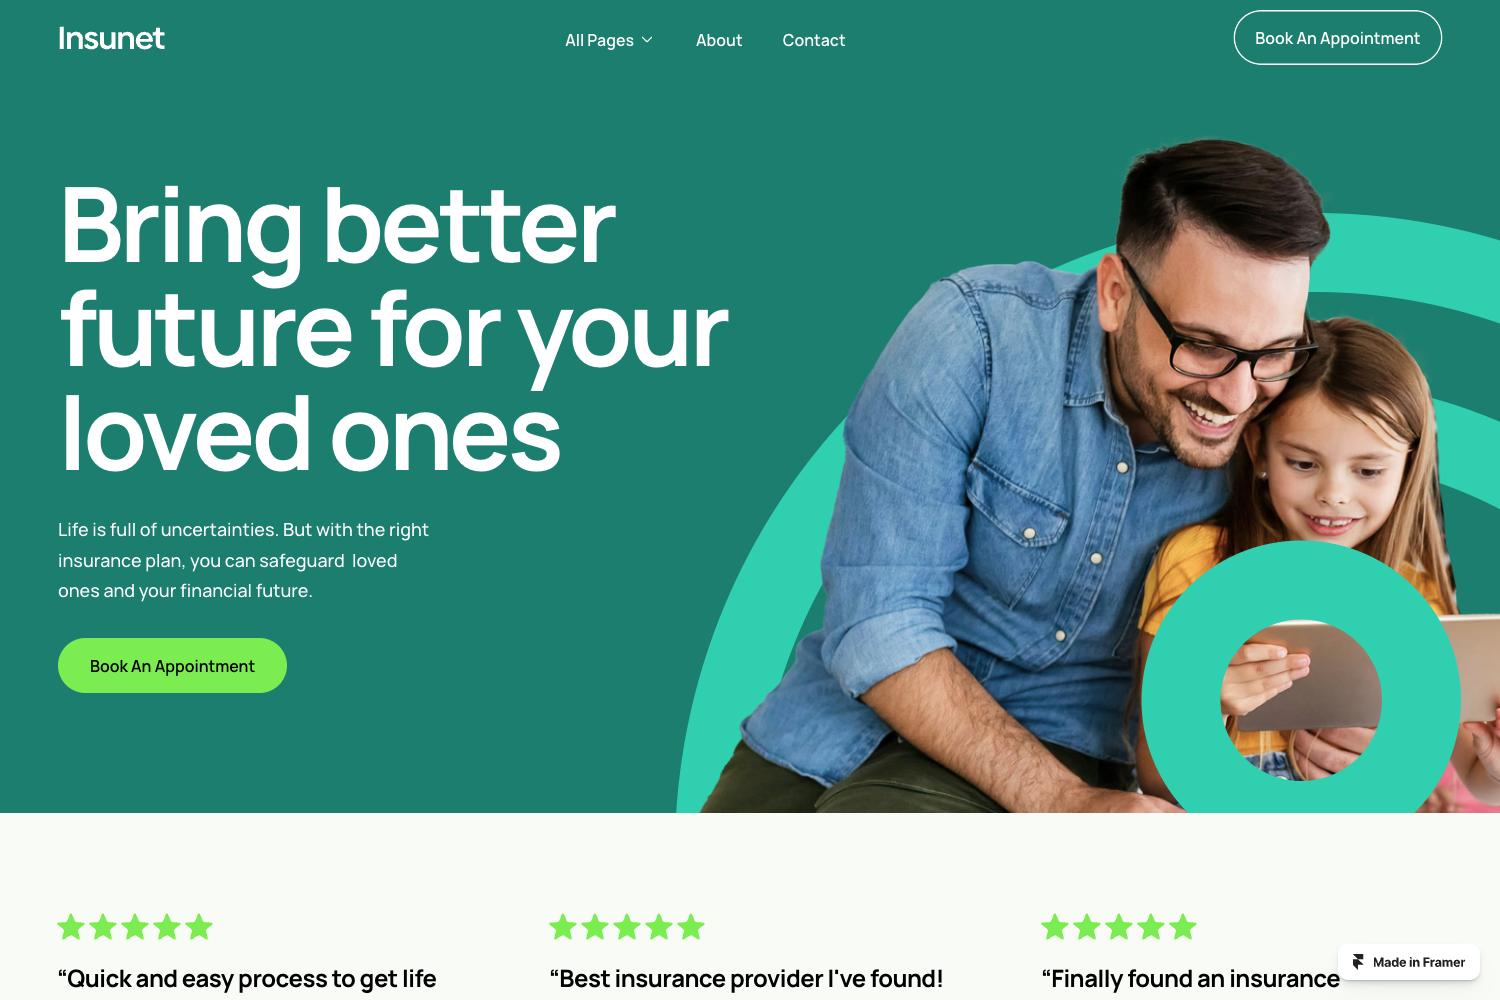 Insunet
All Pages
About
Contact
Book An Appointment
Bring better
future for your
loved ones
Life is full of uncertainties. But with the right
insurance plan, you can safeguard  loved
ones and your financial future.
Book An Appointment
“Quick and easy process to get life
“Best insurance provider I've found!
“Finally found an insurance
Made in Framer